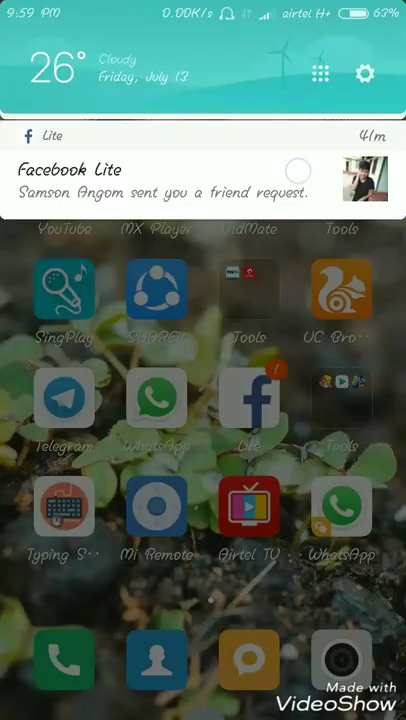 9:59 PM 0.00K/s airtel H+ 63%
26° Cloudy
Friday, July 13
Lite 41m
Facebook Lite
Samson Angom sent you a friend request.
YouTube MX Player VidMate Tools
SingPlay SHAREit Tools UC Bro··
1
Telegram WhatsApp Lite Tools
Typing S·· Mi Remote Airtel TV WhatsApp
Made with
VideoShow